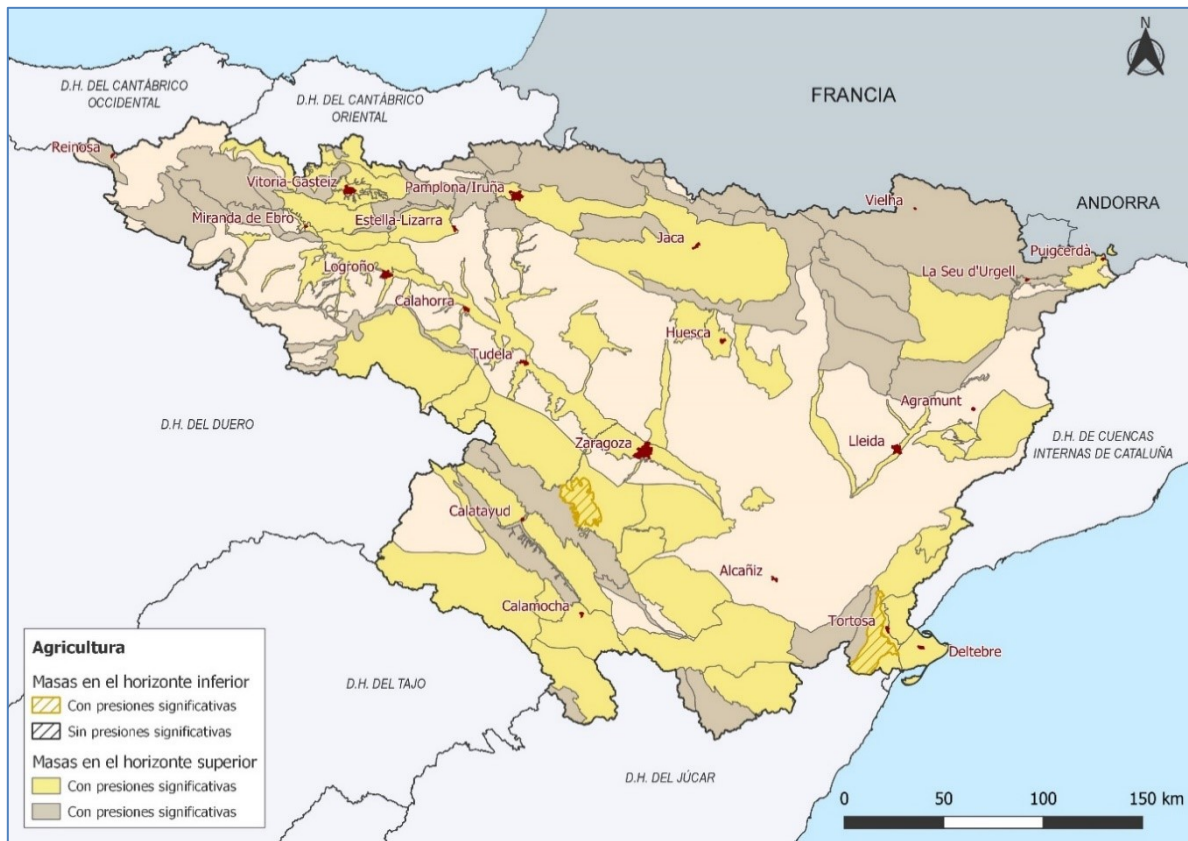 N
D.H. DEL CANTÁBRICO
OCCIDENTAL
D.H. DEL CANTÁBRICO
ORIENTAL
FRANCIA
Reinosa
Vitoria-Gasteiz
Pamplona/Iruña
Vielha
ANDORRA
Miranda de Ebro
Estella-Lizarra
Jaca
Puigcerdà
La Seu d'Urgell
Logroño
Calahorra
Huesca
Tudela
Agramunt
D.H. DEL DUERO
Zaragoza
Lleida
D.H. DE CUENCAS
INTERNAS DE CATALUÑA
Calatayud
Alcañiz
Calamocha
Tortosa
Deltebre
D.H. DEL TAJO
D.H. DEL JÚCAR
Agricultura
Masas en el horizonte inferior
Con presiones significativas
Sin presiones significativas
Masas en el horizonte superior
Con presiones significativas
Con presiones significativas
0 50 100 150 km